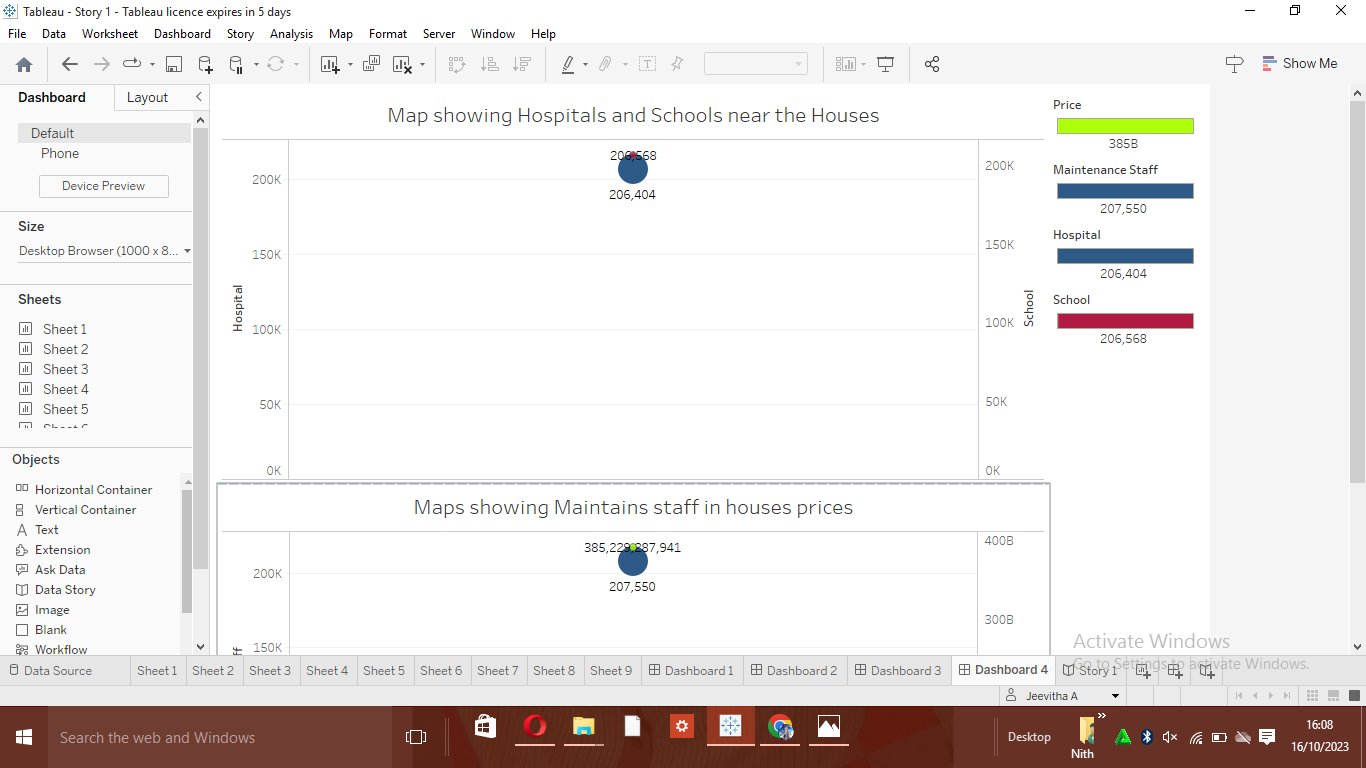 Tableau - Story 1 - Tableau licence expires in 5 days
File Data Worksheet Dashboard Story Analysis Map Format Server Window Help
Show Me
Dashboard Layout
Default
Phone
Device Preview
Size
Desktop Browser (1000 x 8...
Sheets
Sheet 1
Sheet 2
Sheet 3
Sheet 4
Sheet 5
Objects
Horizontal Container
Vertical Container
Text
Extension
Ask Data
Data Story
Image
Blank
Workflow
Map showing Hospitals and Schools near the Houses
206,568
206,404
200K
150K
100K
50K
0K
Hospital
200K
150K
100K
50K
0K
School
Maps showing Maintains staff in houses prices
385,229,287,941
207,550
200K
150K
400B
300B
Price
385B
Maintenance Staff
207,550
Hospital
206,404
School
206,568
Activate Windows
Go to Settings to activate Windows.
Data Source Sheet 1 Sheet 2 Sheet 3 Sheet 4 Sheet 5 Sheet 6 Sheet 7 Sheet 8 Sheet 9 Dashboard 1 Dashboard 2 Dashboard 3 Dashboard 4 Story 1
Jeevitha A
Search the web and Windows
Desktop
Nith
16:08
16/10/2023